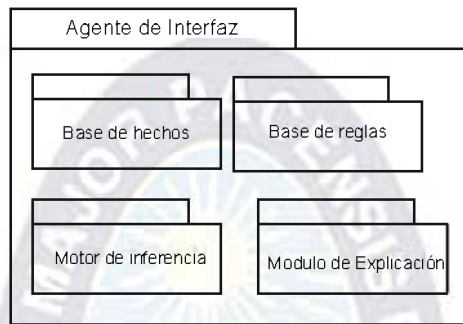 Agente de Interfaz
Base de hechos
Base de reglas
Motor de inferencia
Modulo de Explicación